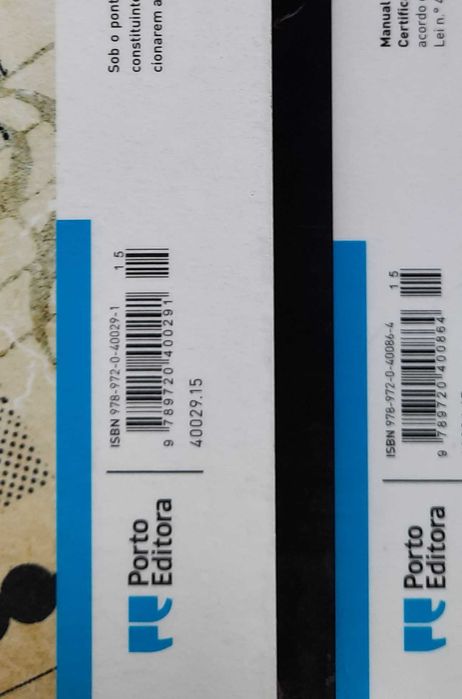 Sob o pont
constituint
cionarem a
1 5
ISBN 978-972-0-40029-1
9 789720 400291
40029.15
Porto
Editora
Manual
Certific
acordo
Lei n.º
1 5
ISBN 978-972-0-40086-4
9 789720 400864
Porto
Editora